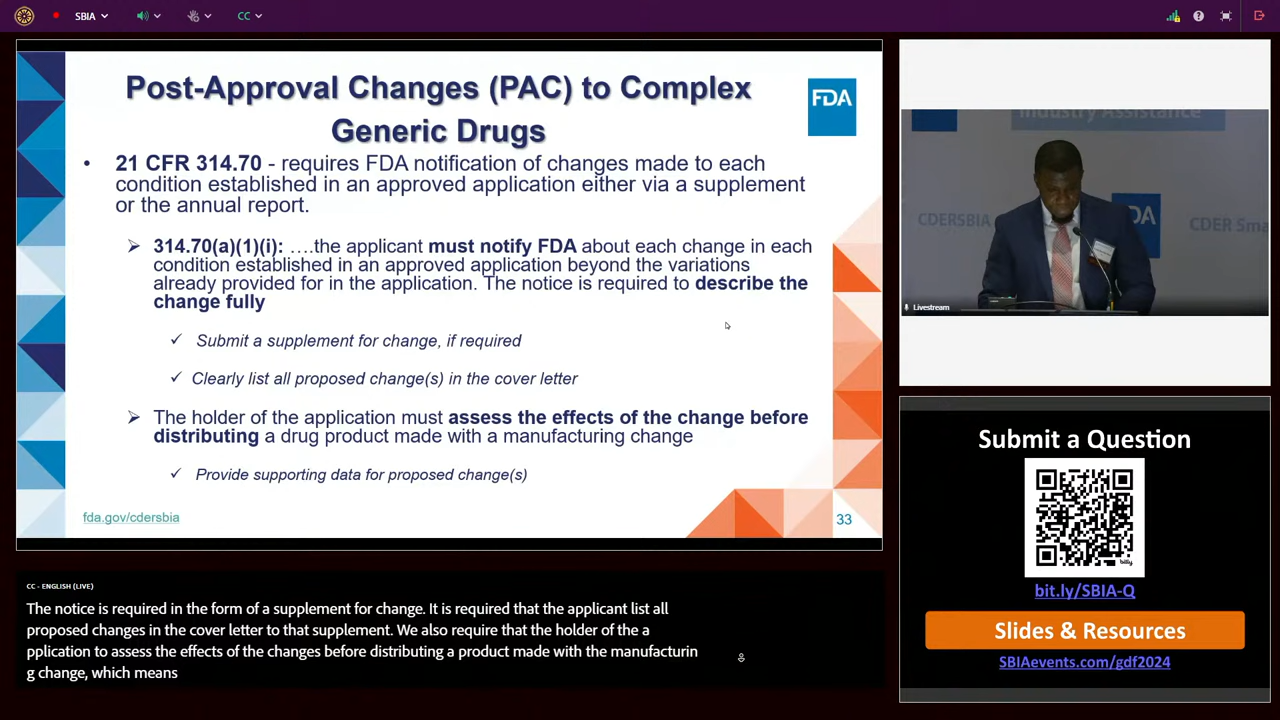 SBIA
CC
Post-Approval Changes (PAC) to Complex
Generic Drugs
FDA
• 21 CFR 314.70 - requires FDA notification of changes made to each
condition established in an approved application either via a supplement
or the annual report.
➢ 314.70(a)(1)(i): ….the applicant must notify FDA about each change in each
condition established in an approved application beyond the variations
already provided for in the application. The notice is required to describe the
change fully
✓ Submit a supplement for change, if required
✓ Clearly list all proposed change(s) in the cover letter
➢ The holder of the application must assess the effects of the change before
distributing a drug product made with a manufacturing change
✓ Provide supporting data for proposed change(s)
fda.gov/cdersbia
33
Industry Assistance
CDERSBIA
FDA
CDER Sma
Livestream
Submit a Question
bitly
bit.ly/SBIA-Q
Slides & Resources
SBIAevents.com/gdf2024
CC - ENGLISH (LIVE)
The notice is required in the form of a supplement for change. It is required that the applicant list all
proposed changes in the cover letter to that supplement. We also require that the holder of the a
pplication to assess the effects of the changes before distributing a product made with the manufacturin
g change, which means